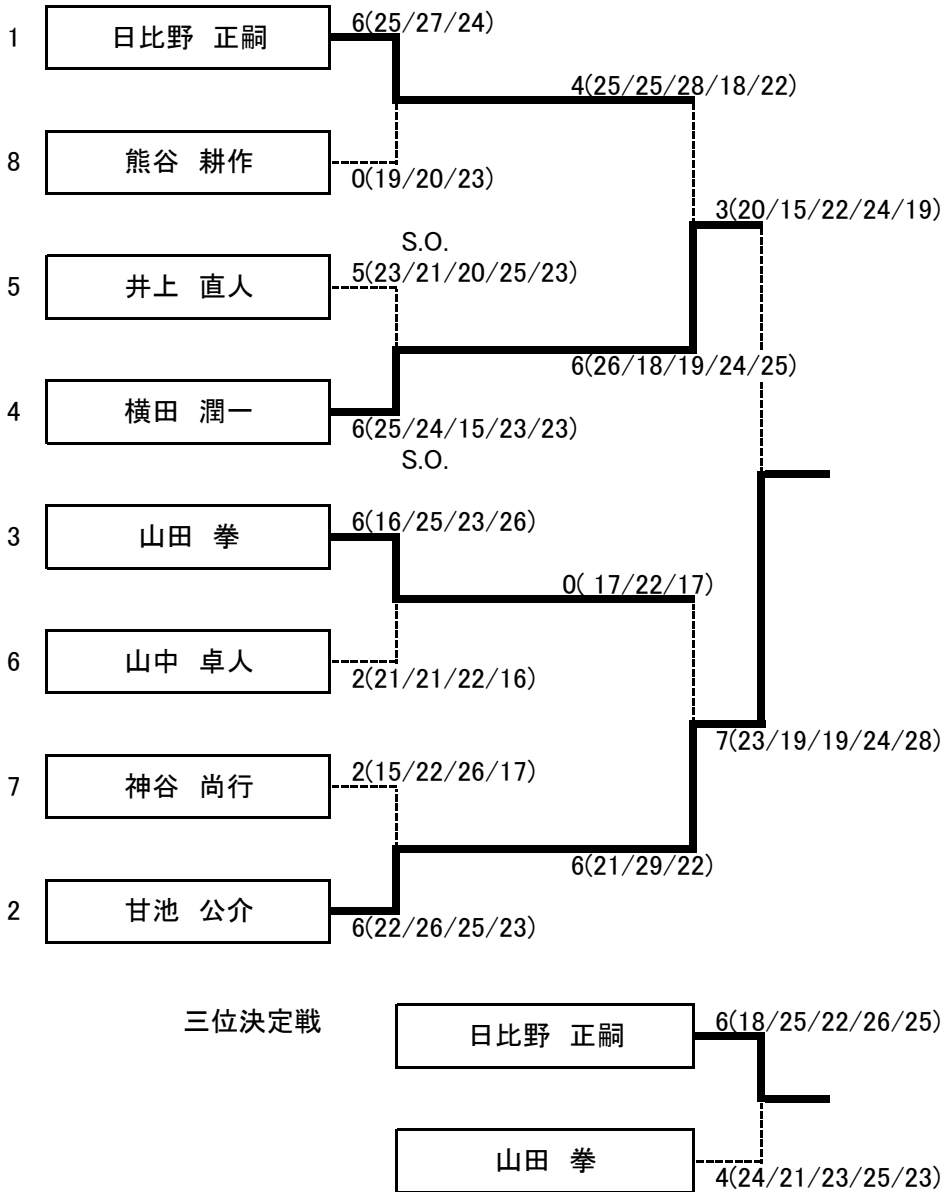 6(25/27/24)
1 日比野 正嗣
4(25/25/28/18/22)
8 熊谷 耕作
0(19/20/23)
3(20/15/22/24/19)
S.O.
5(23/21/20/25/23)
5 井上 直人
6(26/18/19/24/25)
4 横田 潤一
6(25/24/15/23/23)
S.O.
6(16/25/23/26)
3 山田 拳
0( 17/22/17)
6 山中 卓人
2(21/21/22/16)
7(23/19/19/24/28)
2(15/22/26/17)
7 神谷 尚行
6(21/29/22)
2 甘池 公介
6(22/26/25/23)
三位決定戦
日比野 正嗣
6(18/25/22/26/25)
山田 拳
4(24/21/23/25/23)